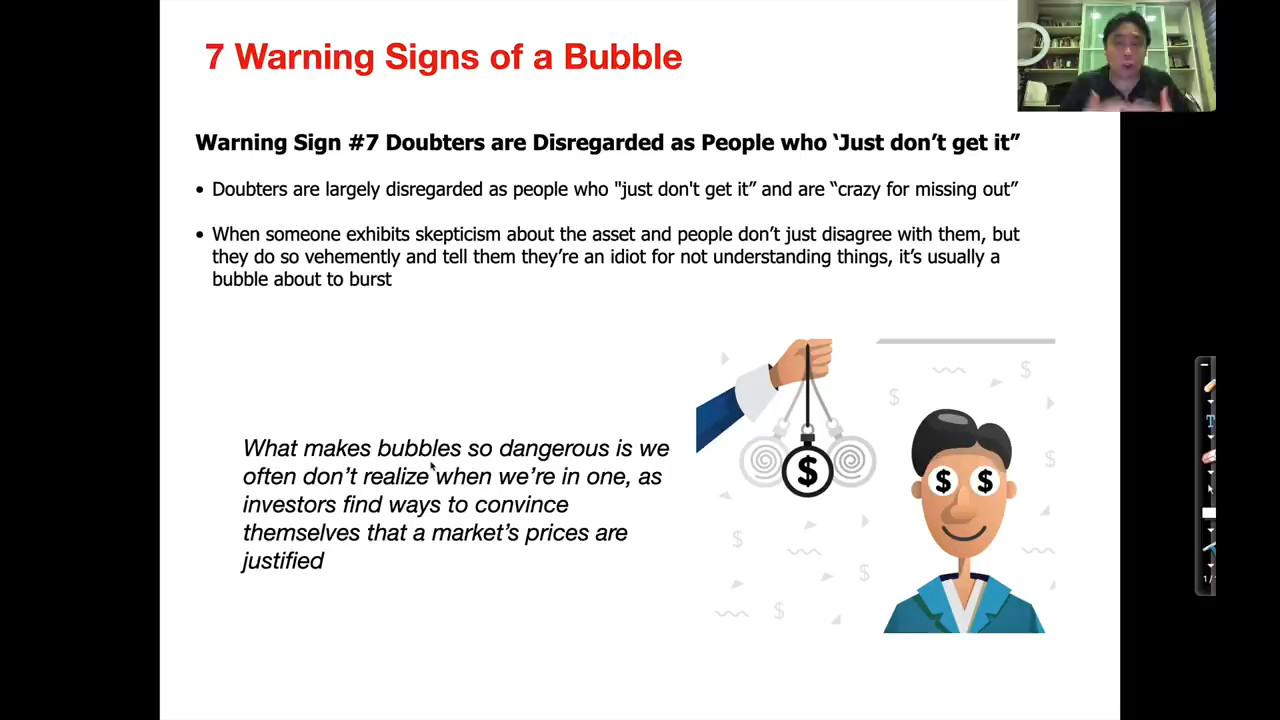 7 Warning Signs of a Bubble
Warning Sign #7 Doubters are Disregarded as People who ‘Just don’t get it”
• Doubters are largely disregarded as people who "just don't get it” and are “crazy for missing out”
• When someone exhibits skepticism about the asset and people don’t just disagree with them, but
they do so vehemently and tell them they’re an idiot for not understanding things, it’s usually a
bubble about to burst
What makes bubbles so dangerous is we
often don’t realize when we’re in one, as
investors find ways to convince
themselves that a market’s prices are
justified